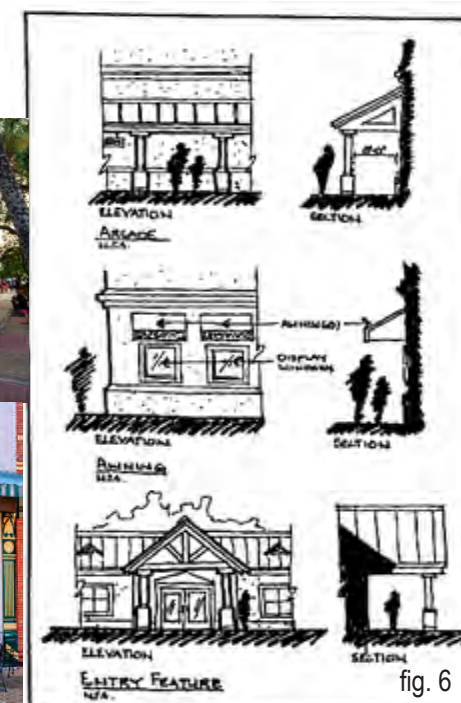 ELEVATION
SECTION
ARCADE
N.T.S.
AWNING(S)
DISPLAY
WINDOWS
ELEVATION
SECTION
AWNING
N.T.S.
ELEVATION
SECTION
ENTRY FEATURE
N.T.S.
fig. 6